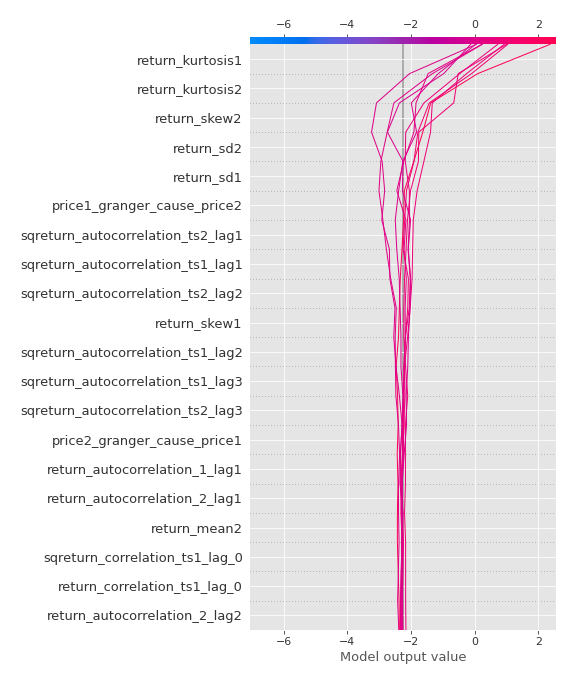 −6 −4 −2 0 2
return_kurtosis1
return_kurtosis2
return_skew2
return_sd2
return_sd1
price1_granger_cause_price2
sqreturn_autocorrelation_ts2_lag1
sqreturn_autocorrelation_ts1_lag1
sqreturn_autocorrelation_ts2_lag2
return_skew1
sqreturn_autocorrelation_ts1_lag2
sqreturn_autocorrelation_ts1_lag3
sqreturn_autocorrelation_ts2_lag3
price2_granger_cause_price1
return_autocorrelation_1_lag1
return_autocorrelation_2_lag1
return_mean2
sqreturn_correlation_ts1_lag_0
return_correlation_ts1_lag_0
return_autocorrelation_2_lag2
−6 −4 −2 0 2
Model output value